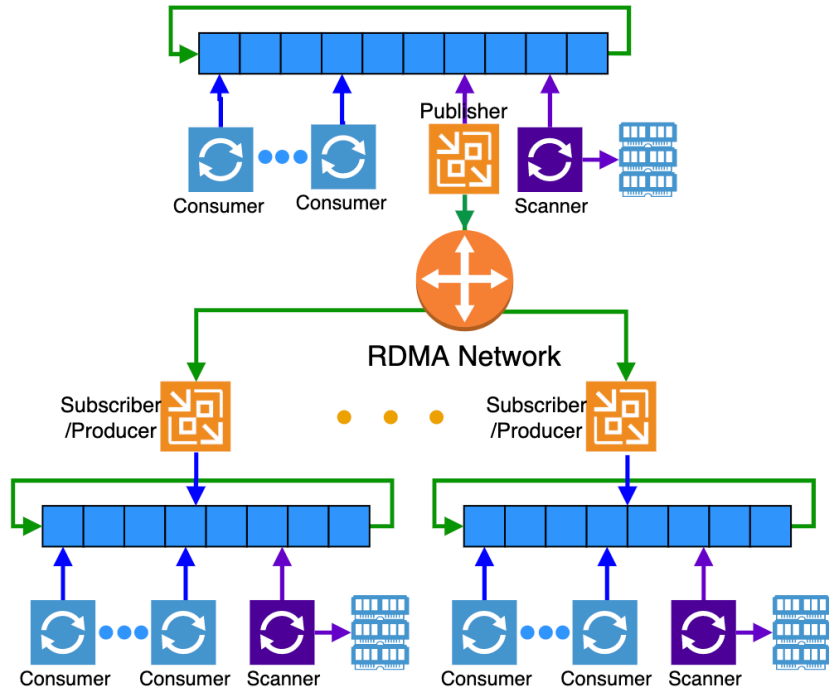 Publisher
Consumer
Consumer
Scanner
RDMA Network
Subscriber
/Producer
Subscriber
/Producer
Consumer
Consumer
Scanner
Consumer
Consumer
Scanner